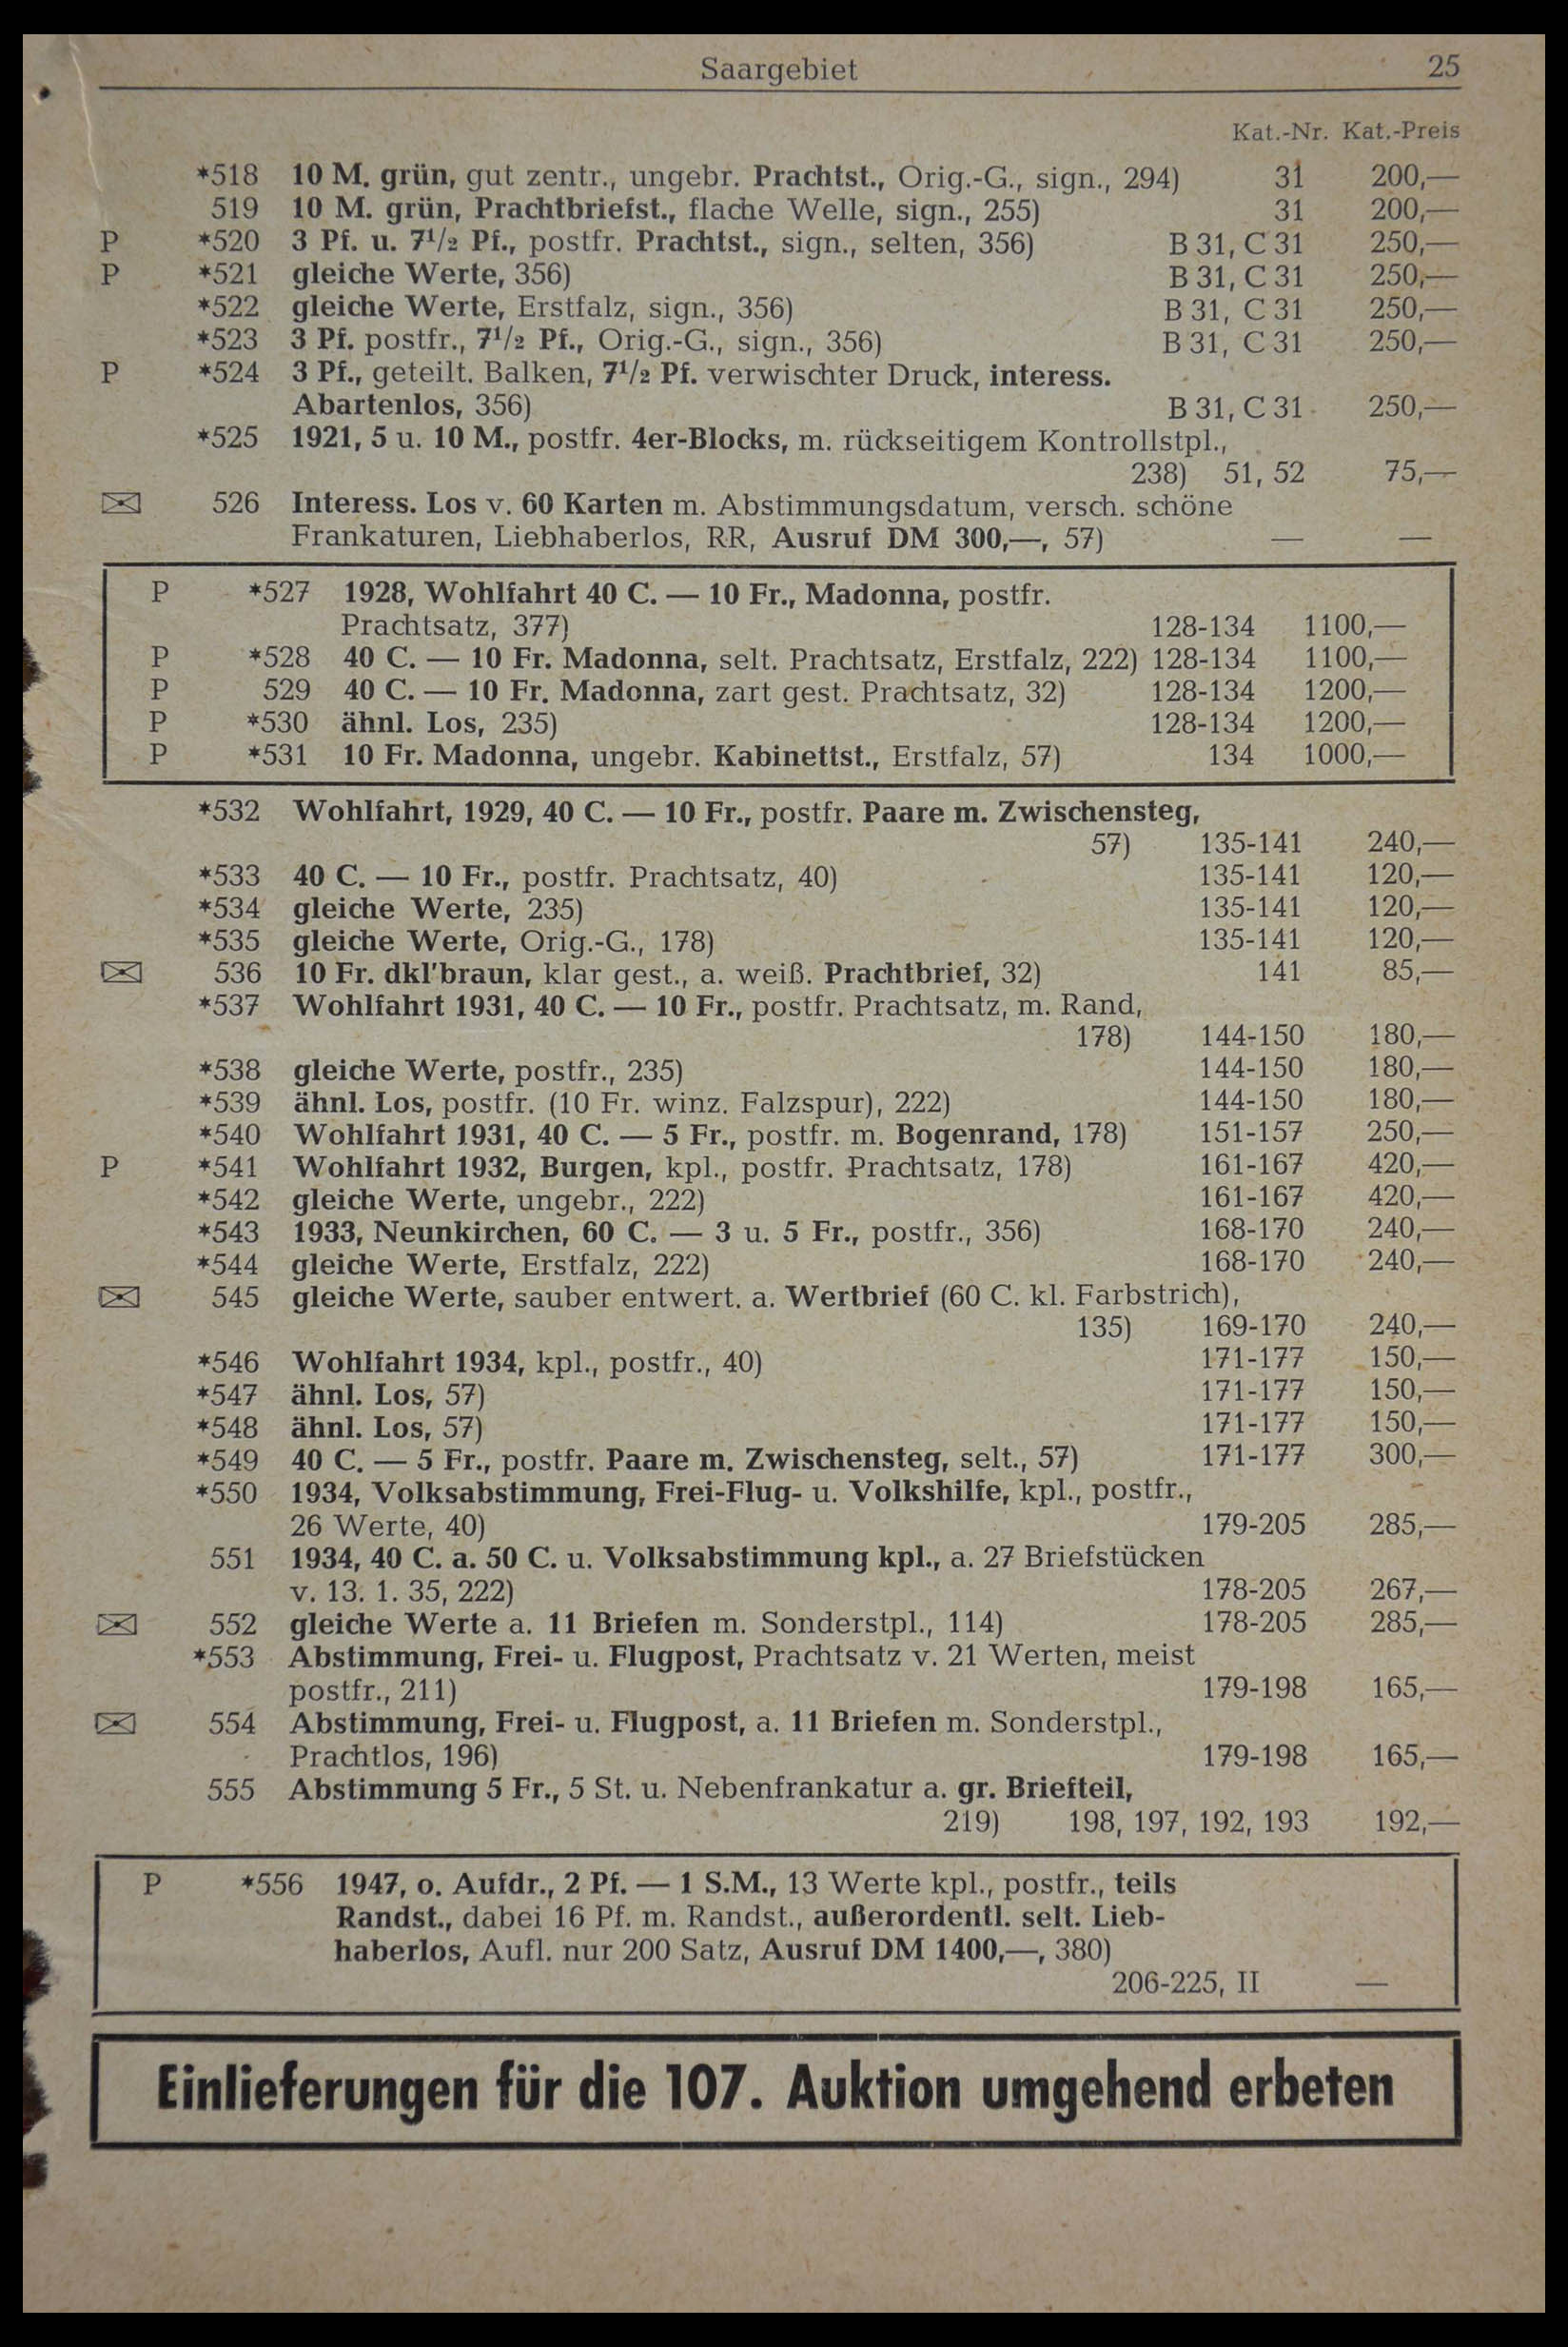 Saargebiet 25
Kat.-Nr. Kat.-Preis
*518 10 M. grün, gut zentr., ungebr. Prachtst., Orig.-G., sign., 294) 31 200,—
519 10 M. grün, Prachtbriefst., flache Welle, sign., 255) 31 200,—
P *520 3 Pf. u. 7½ Pf., postfr. Prachtst., sign., selten, 356) B 31, C 31 250,—
P *521 gleiche Werte, 356) B 31, C 31 250,—
*522 gleiche Werte, Erstfalz, sign., 356) B 31, C 31 250,—
*523 3 Pf. postfr., 7½ Pf., Orig.-G., sign., 356) B 31, C 31 250,—
P *524 3 Pf., geteilt. Balken, 7½ Pf. verwischter Druck, interess.
Abartenlos, 356) B 31, C 31 250,—
*525 1921, 5 u. 10 M., postfr. 4er-Blocks, m. rückseitigem Kontrollstpl.,
238) 51, 52 75,—
526 Interess. Los v. 60 Karten m. Abstimmungsdatum, versch. schöne
Frankaturen, Liebhaberlos, RR, Ausruf DM 300,—, 57) — —
P *527 1928, Wohlfahrt 40 C. — 10 Fr., Madonna, postfr.
Prachtsatz, 377) 128-134 1100,—
P *528 40 C. — 10 Fr. Madonna, selt. Prachtsatz, Erstfalz, 222) 128-134 1100,—
P 529 40 C. — 10 Fr. Madonna, zart gest. Prachtsatz, 32) 128-134 1200,—
P *530 ähnl. Los, 235) 128-134 1200,—
P *531 10 Fr. Madonna, ungebr. Kabinettst., Erstfalz, 57) 134 1000,—
*532 Wohlfahrt, 1929, 40 C. — 10 Fr., postfr. Paare m. Zwischensteg,
57) 135-141 240,—
*533 40 C. — 10 Fr., postfr. Prachtsatz, 40) 135-141 120,—
*534 gleiche Werte, 235) 135-141 120,—
*535 gleiche Werte, Orig.-G., 178) 135-141 120,—
536 10 Fr. dkl'braun, klar gest., a. weiß. Prachtbrief, 32) 141 85,—
*537 Wohlfahrt 1931, 40 C. — 10 Fr., postfr. Prachtsatz, m. Rand,
178) 144-150 180,—
*538 gleiche Werte, postfr., 235) 144-150 180,—
*539 ähnl. Los, postfr. (10 Fr. winz. Falzspur), 222) 144-150 180,—
*540 Wohlfahrt 1931, 40 C. — 5 Fr., postfr. m. Bogenrand, 178) 151-157 250,—
P *541 Wohlfahrt 1932, Burgen, kpl., postfr. Prachtsatz, 178) 161-167 420,—
*542 gleiche Werte, ungebr., 222) 161-167 420,—
*543 1933, Neunkirchen, 60 C. — 3 u. 5 Fr., postfr., 356) 168-170 240,—
*544 gleiche Werte, Erstfalz, 222) 168-170 240,—
545 gleiche Werte, sauber entwert. a. Wertbrief (60 C. kl. Farbstrich),
135) 169-170 240,—
*546 Wohlfahrt 1934, kpl., postfr., 40) 171-177 150,—
*547 ähnl. Los, 57) 171-177 150,—
*548 ähnl. Los, 57) 171-177 150,—
*549 40 C. — 5 Fr., postfr. Paare m. Zwischensteg, selt., 57) 171-177 300,—
*550 1934, Volksabstimmung, Frei-Flug- u. Volkshilfe, kpl., postfr.,
26 Werte, 40) 179-205 285,—
551 1934, 40 C. a. 50 C. u. Volksabstimmung kpl., a. 27 Briefstücken
v. 13. 1. 35, 222) 178-205 267,—
552 gleiche Werte a. 11 Briefen m. Sonderstpl., 114) 178-205 285,—
*553 Abstimmung, Frei- u. Flugpost, Prachtsatz v. 21 Werten, meist
postfr., 211) 179-198 165,—
554 Abstimmung, Frei- u. Flugpost, a. 11 Briefen m. Sonderstpl.,
Prachtlos, 196) 179-198 165,—
555 Abstimmung 5 Fr., 5 St. u. Nebenfrankatur a. gr. Briefteil,
219) 198, 197, 192, 193 192,—
P *556 1947, o. Aufdr., 2 Pf. — 1 S.M., 13 Werte kpl., postfr., teils
Randst., dabei 16 Pf. m. Randst., außerordentl. selt. Lieb-
haberlos, Aufl. nur 200 Satz, Ausruf DM 1400,—, 380)
206-225, II —
Einlieferungen für die 107. Auktion umgehend erbeten